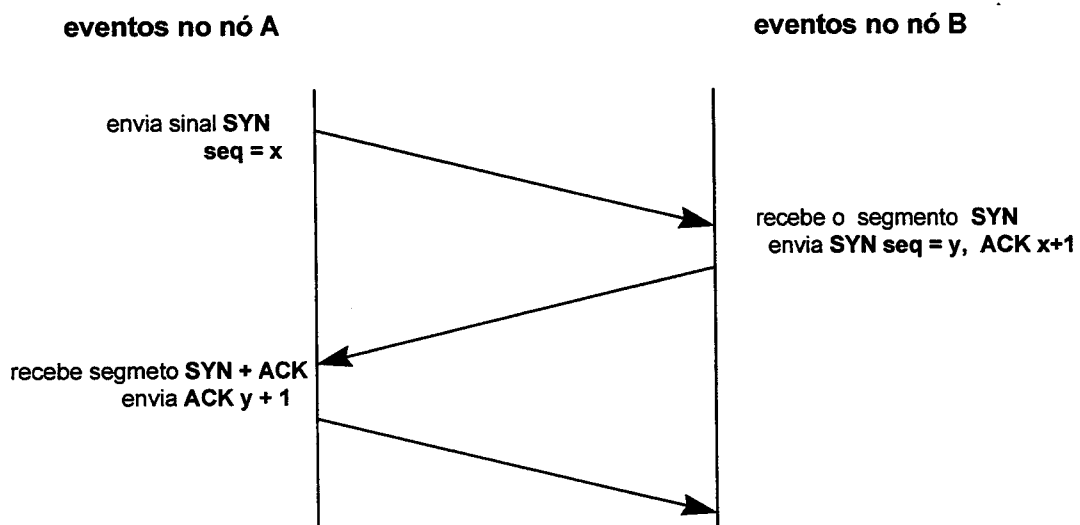 eventos no nó A
eventos no nó B
envia sinal SYN
seq = x
recebe o segmento SYN
envia SYN seq = y, ACK x+1
recebe segmeto SYN + ACK
envia ACK y + 1